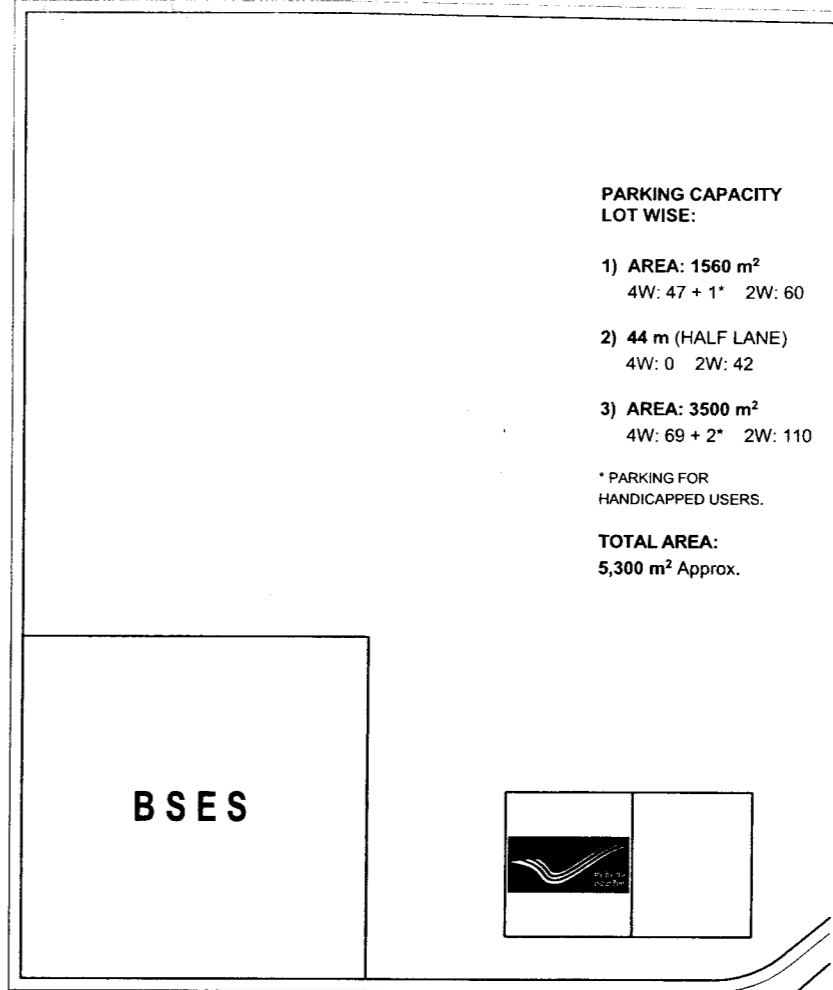 PARKING CAPACITY
LOT WISE:
1) AREA: 1560 m²
4W: 47 + 1* 2W: 60
2) 44 m (HALF LANE)
4W: 0 2W: 42
3) AREA: 3500 m²
4W: 69 + 2* 2W: 110
* PARKING FOR
HANDICAPPED USERS.
TOTAL AREA:
5,300 m² Approx.
BSES